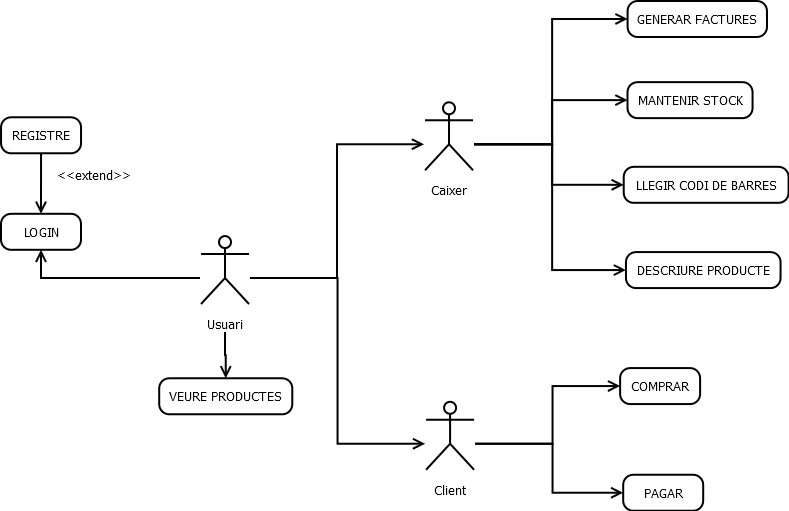 GENERAR FACTURES
MANTENIR STOCK
REGISTRE
<<extend>>
LLEGIR CODI DE BARRES
Caixer
LOGIN
DESCRIURE PRODUCTE
Usuari
VEURE PRODUCTES
COMPRAR
Client
PAGAR